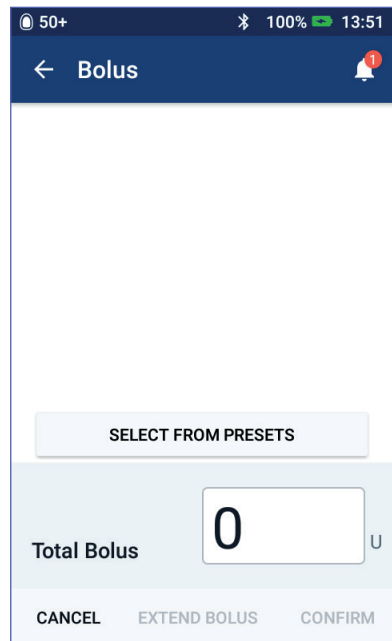 50+ 100% 13:51
Bolus 1
SELECT FROM PRESETS
Total Bolus 0 U
CANCEL EXTEND BOLUS CONFIRM